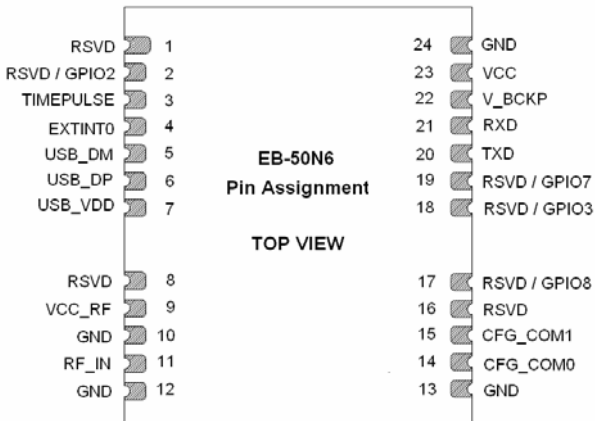 RSVD 1 24 GND
RSVD / GPIO2 2 23 VCC
TIMEPULSE 3 22 V_BCKP
EXTINT0 4 21 RXD
USB_DM 5 20 TXD
USB_DP 6 19 RSVD / GPIO7
USB_VDD 7 18 RSVD / GPIO3
EB-50N6
Pin Assignment
TOP VIEW
RSVD 8 17 RSVD / GPIO8
VCC_RF 9 16 RSVD
GND 10 15 CFG_COM1
RF_IN 11 14 CFG_COM0
GND 12 13 GND